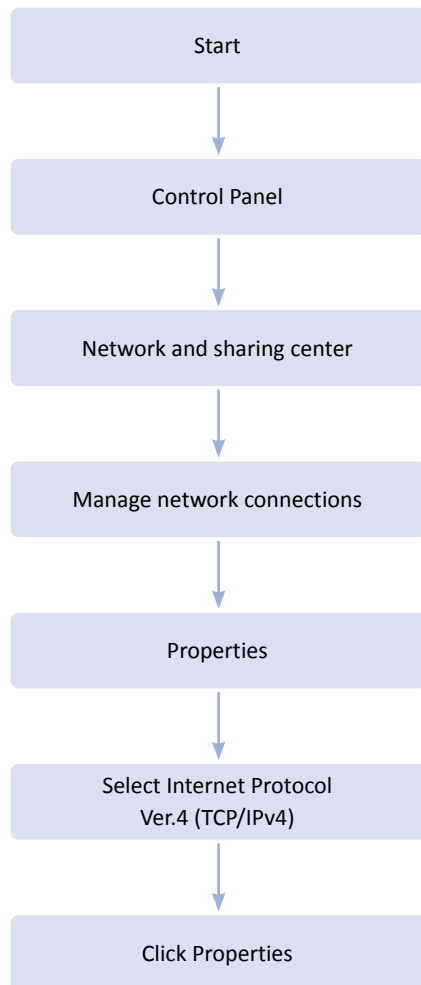 Start
Control Panel
Network and sharing center
Manage network connections
Properties
Select Internet Protocol
Ver.4 (TCP/IPv4)
Click Properties